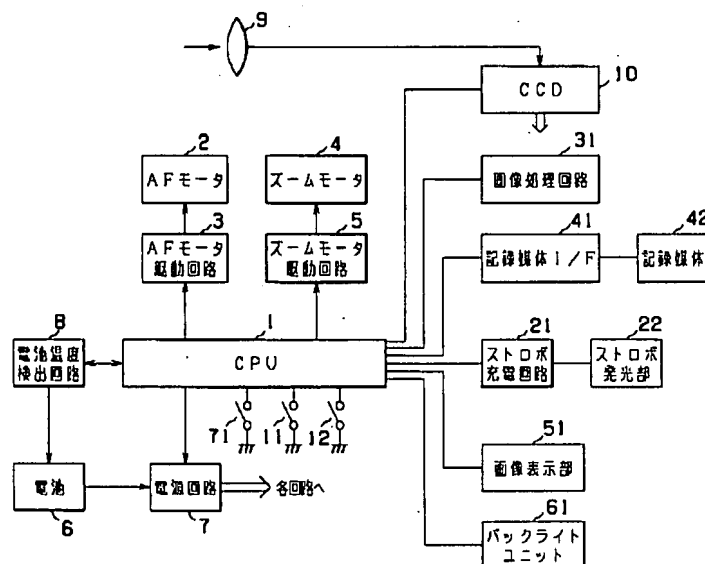 9
CCD
10
2
AFモータ
4
ズームモータ
31
画像処理回路
3
AFモータ
駆動回路
5
ズームモータ
駆動回路
41
記録媒体I/F
42
記録媒体
8
電池温度
検出回路
1
CPU
21
ストロボ
充電回路
22
ストロボ
発光部
71
11
12
51
画像表示部
電池
6
電源回路
7
各回路へ
61
バックライト
ユニット